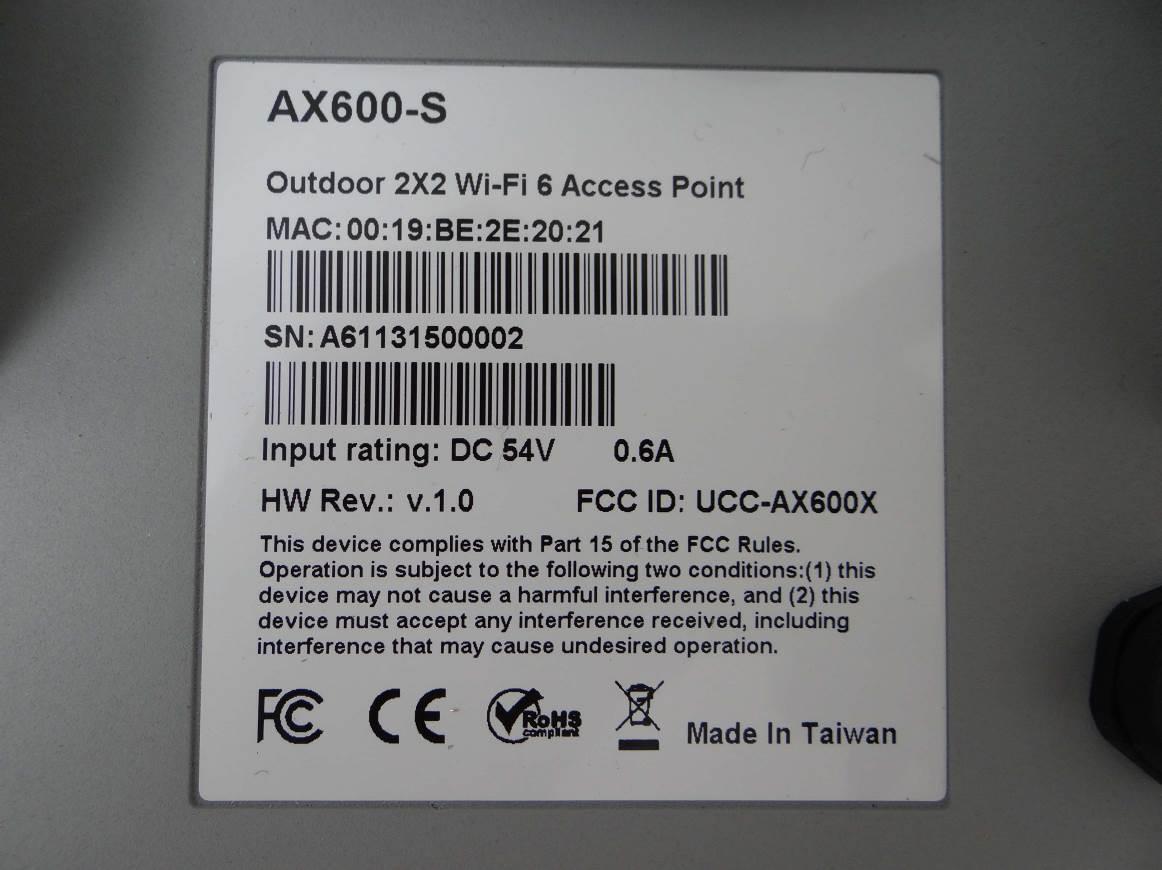 AX600-S
Outdoor 2X2 Wi-Fi 6 Access Point
MAC:00:19:BE:2E:20:21
SN:A61131500002
Input rating: DC 54V 0.6A
HW Rev.: v.1.0 FCC ID: UCC-AX600X
This device complies with Part 15 of the FCC Rules.
Operation is subject to the following two conditions:(1) this
device may not cause a harmful interference, and (2) this
device must accept any interference received, including
interference that may cause undesired operation.
FC CE RoHS compliant Made In Taiwan